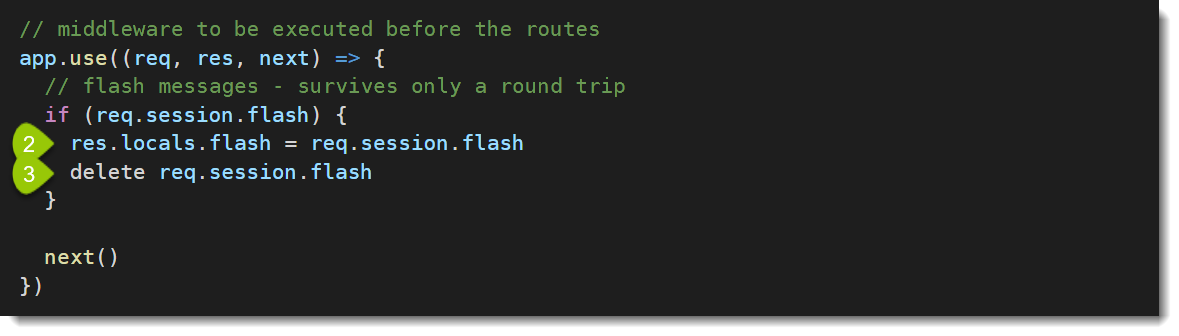 // middleware to be executed before the routes
app.use((req, res, next) => {
  // flash messages - survives only a round trip
  if (req.session.flash) {
2    res.locals.flash = req.session.flash
3    delete req.session.flash
  }

  next()
})